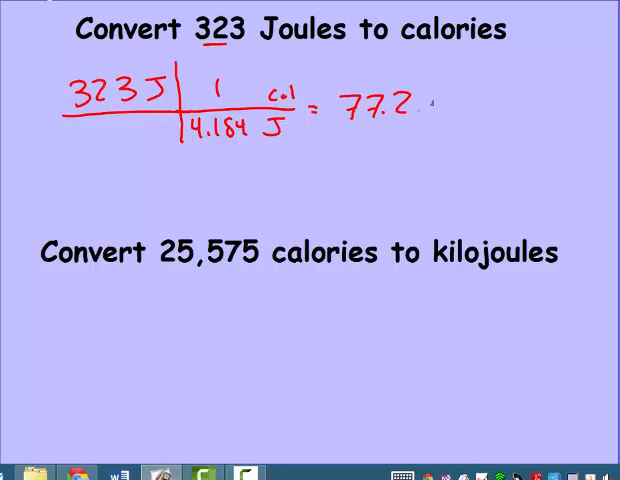 Convert 323 Joules to calories
323 J 1 cal = 77.2
4.184 J
Convert 25,575 calories to kilojoules